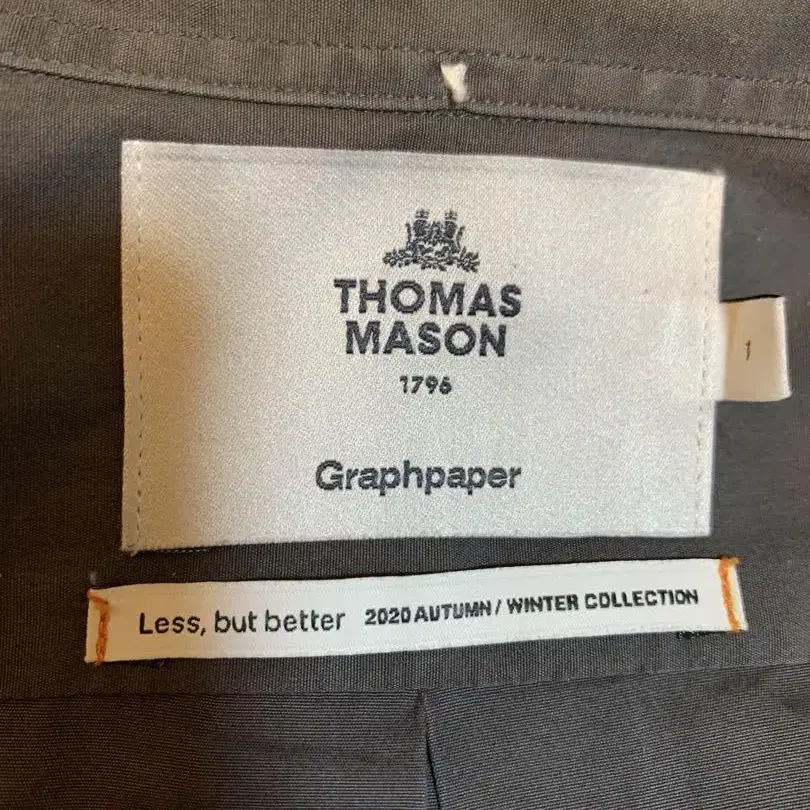 THOMAS
MASON
1796
Graphpaper
1
Less, but better 2020 AUTUMN / WINTER COLLECTION